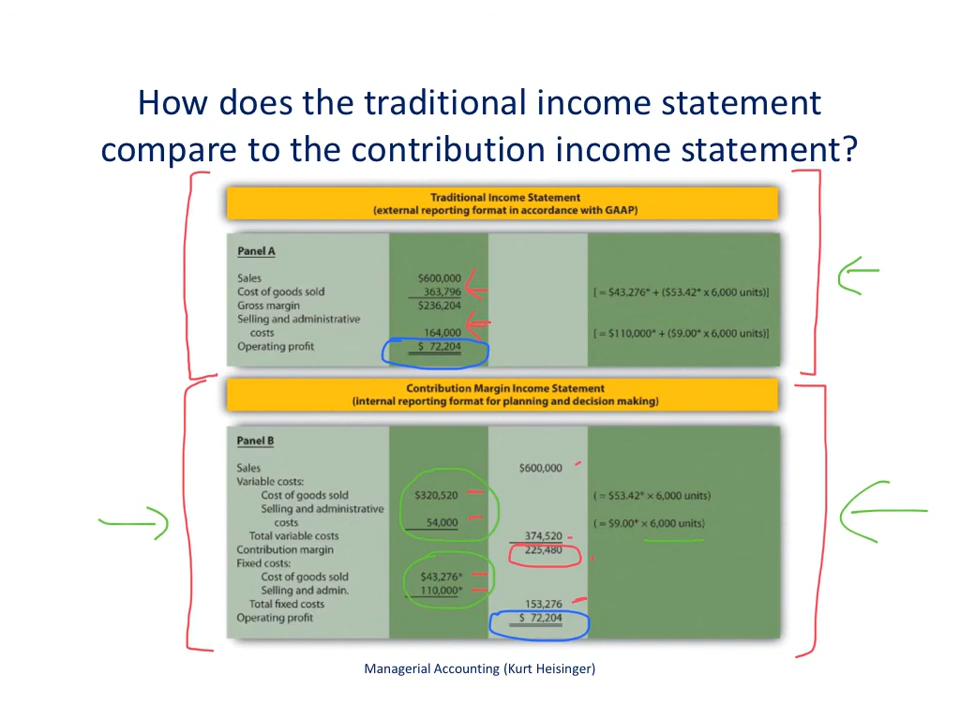 How does the traditional income statement
compare to the contribution income statement?
Traditional Income Statement
(external reporting format in accordance with GAAP)
Panel A
Sales $600,000
Cost of goods sold 363,796 [ = $43,276* + ($53.42* x 6,000 units)]
Gross margin $236,204
Selling and administrative
costs 164,000 [ = $110,000* + ($9.00* x 6,000 units)]
Operating profit $ 72,204
Contribution Margin Income Statement
(internal reporting format for planning and decision making)
Panel B
Sales $600,000
Variable costs:
Cost of goods sold $320,520 ( = $53.42* × 6,000 units)
Selling and administrative
costs 54,000 ( = $9.00* × 6,000 units)
Total variable costs 374,520
Contribution margin 225,480
Fixed costs:
Cost of goods sold $43,276*
Selling and admin. 110,000*
Total fixed costs 153,276
Operating profit $ 72,204
Managerial Accounting (Kurt Heisinger)